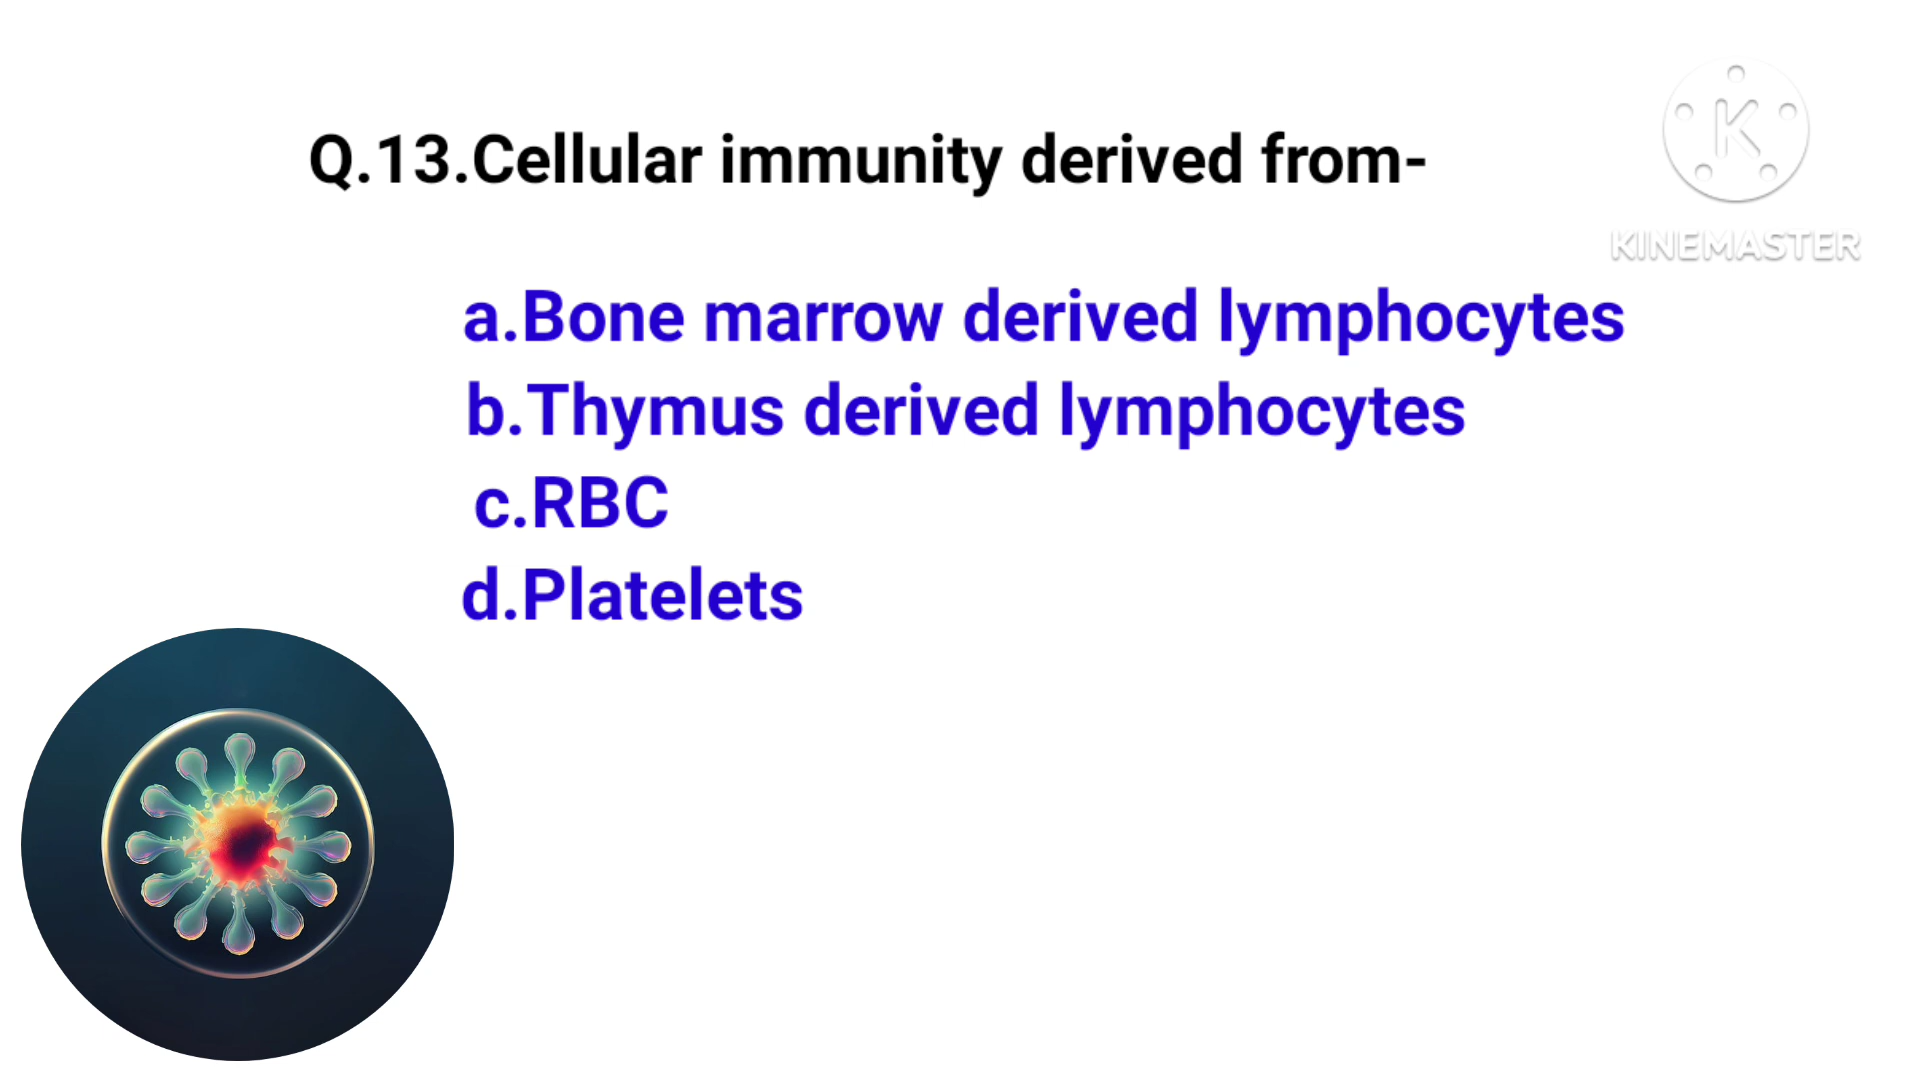 Q.13.Cellular immunity derived from-
K
KINEMASTER
a.Bone marrow derived lymphocytes
b.Thymus derived lymphocytes
c.RBC
d.Platelets